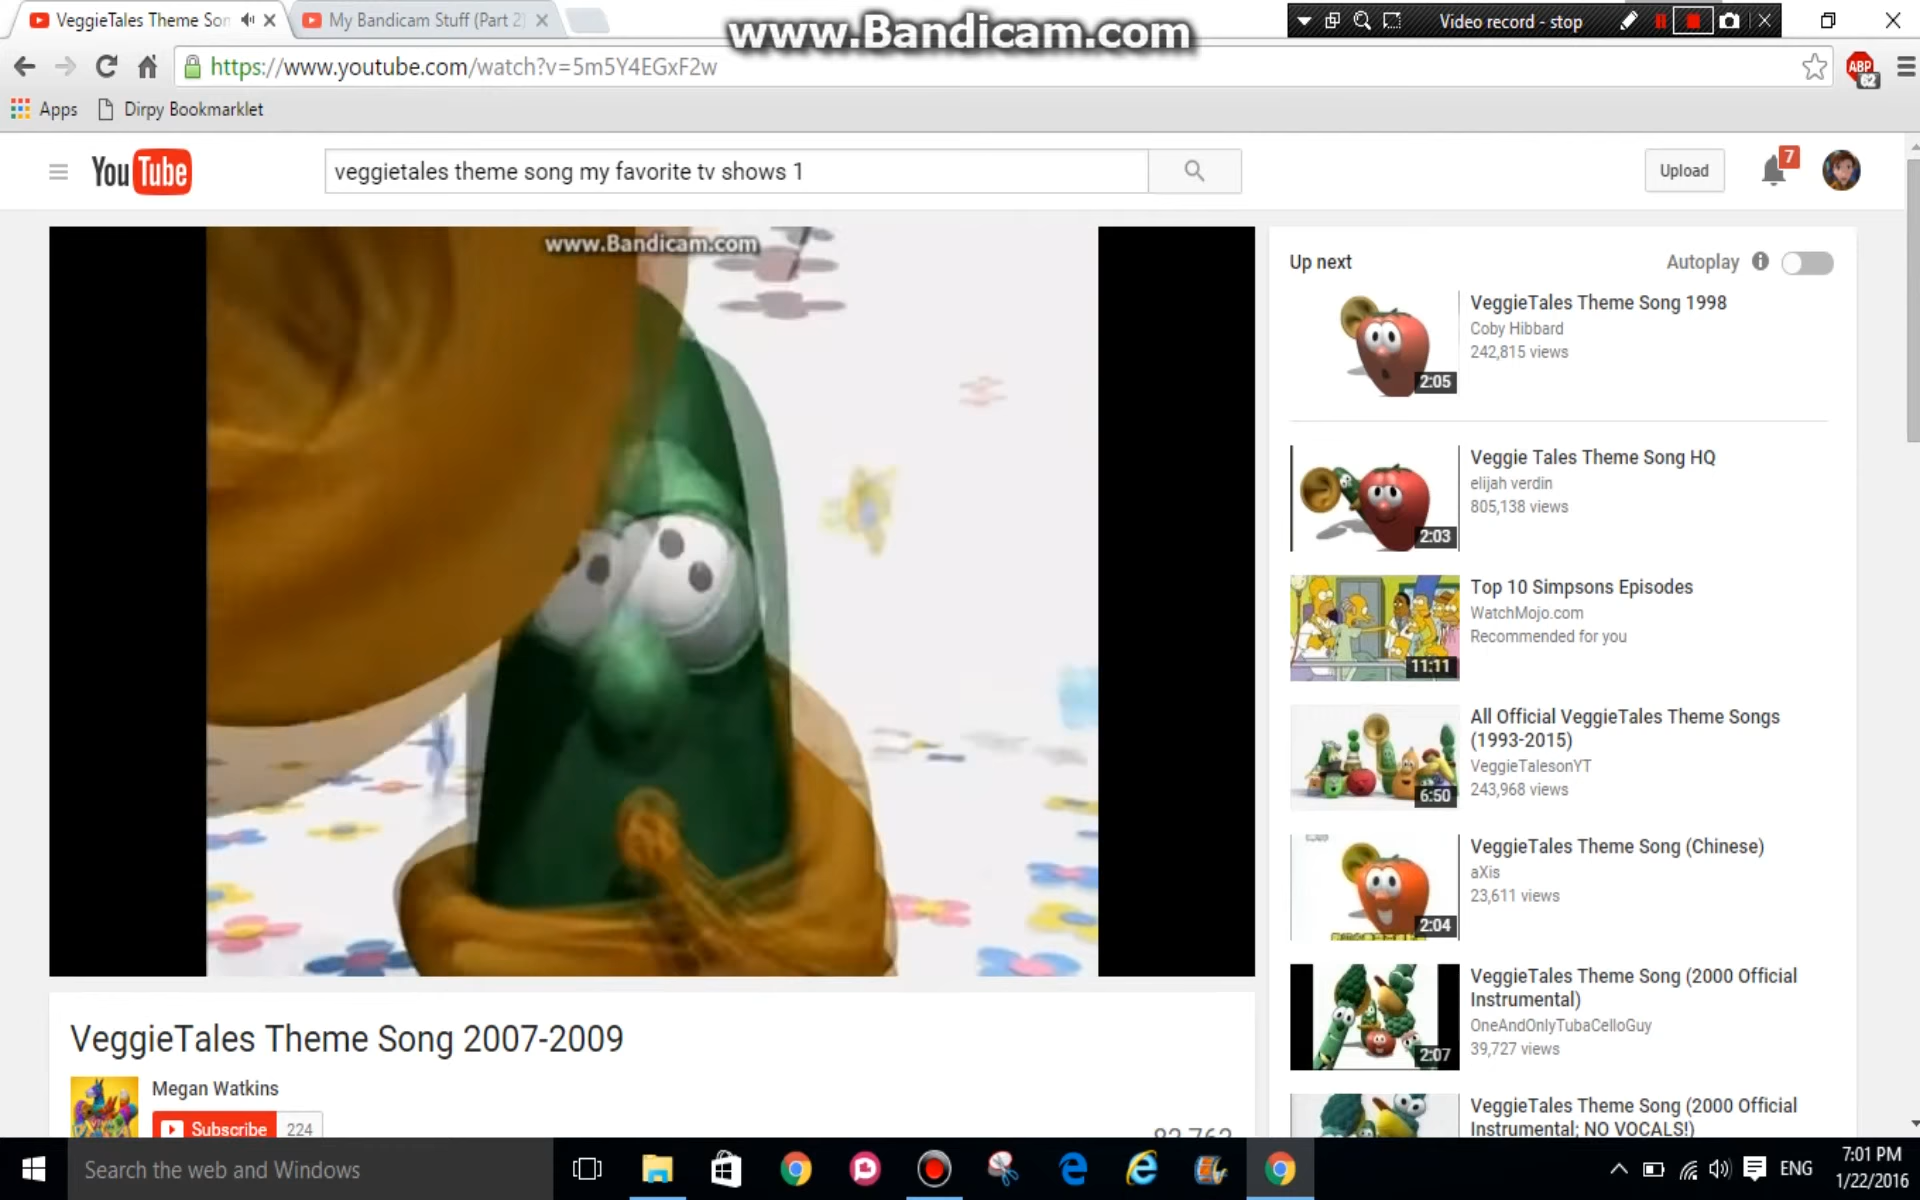 VeggieTales Theme Son
My Bandicam Stuff (Part 2)
www.Bandicam.com
Video record - stop
https://www.youtube.com/watch?v=5m5Y4EGxF2w
ABP
62
Apps
Dirpy Bookmarklet
YouTube
veggietales theme song my favorite tv shows 1
Upload
7
www.Bandicam.com
Up next
Autoplay
VeggieTales Theme Song 1998
Coby Hibbard
242,815 views
2:05
Veggie Tales Theme Song HQ
elijah verdin
805,138 views
2:03
Top 10 Simpsons Episodes
WatchMojo.com
Recommended for you
11:11
All Official VeggieTales Theme Songs
(1993-2015)
VeggieTalesonYT
243,968 views
6:50
VeggieTales Theme Song (Chinese)
aXis
23,611 views
2:04
VeggieTales Theme Song (2000 Official
Instrumental)
OneAndOnlyTubaCelloGuy
39,727 views
2:07
VeggieTales Theme Song (2000 Official
Instrumental; NO VOCALS!)
VeggieTales Theme Song 2007-2009
Megan Watkins
Subscribe
224
Search the web and Windows
ENG
7:01 PM
1/22/2016